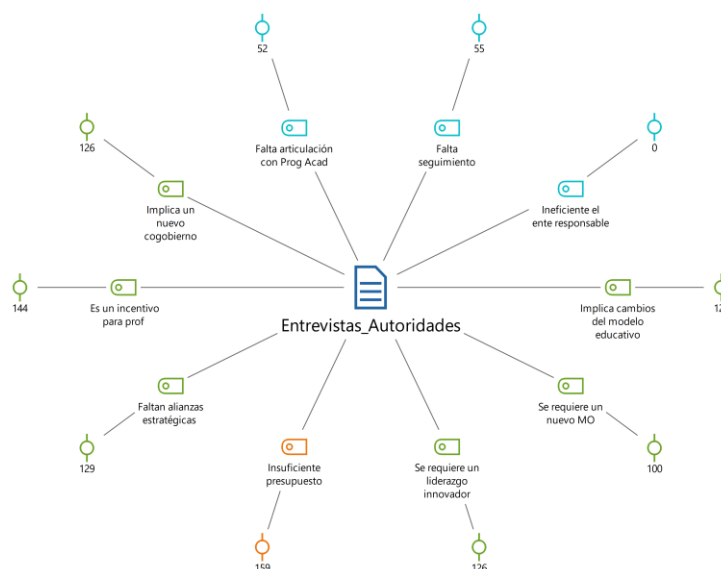 52
55
Falta articulación
con Prog Acad
Falta
seguimiento
126
0
Implica un
nuevo
cogobierno
Ineficiente el
ente responsable
144
Es un incentivo
para prof
Entrevistas_Autoridades
Implica cambios
del modelo
educativo
Faltan alianzas
estratégicas
Se requiere un
nuevo MO
129
100
Insuficiente
presupuesto
Se requiere un
liderazgo
innovador
159
126